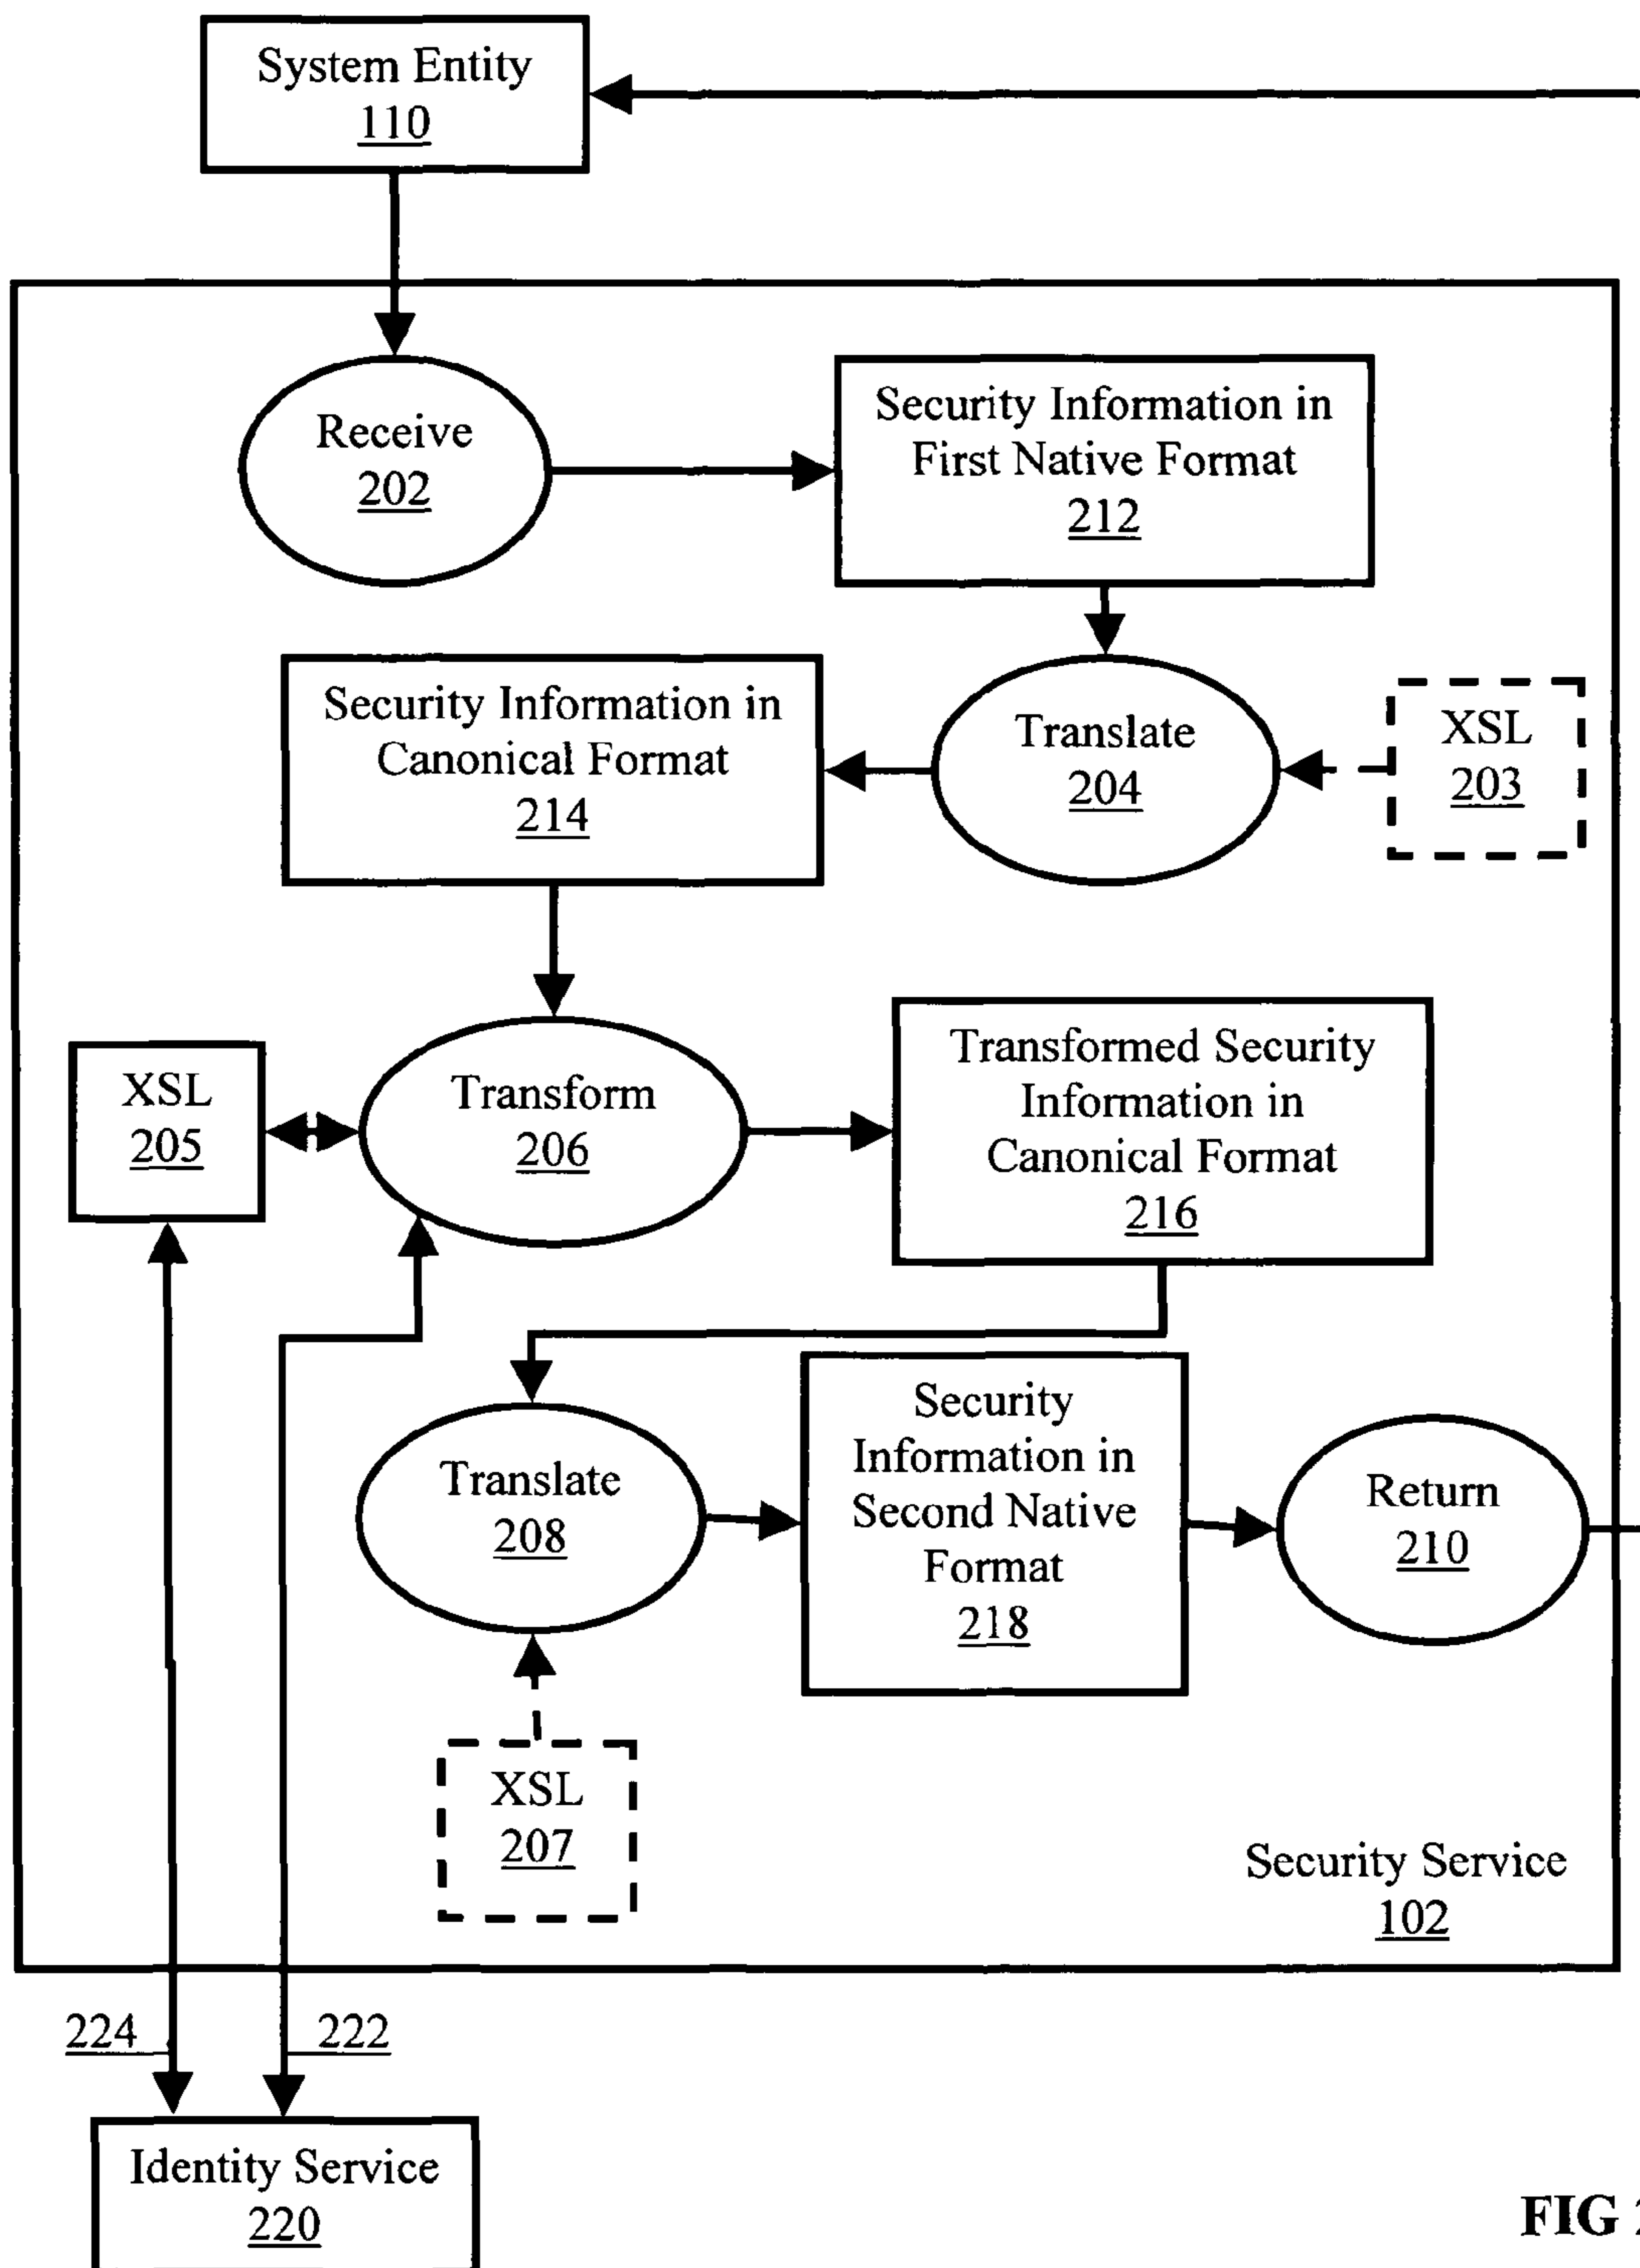 System Entity
110
Receive
202
Security Information in
First Native Format
212
Security Information in
Canonical Format
214
Translate
204
XSL
203
XSL
205
Transform
206
Transformed Security
Information in
Canonical Format
216
Translate
208
Security
Information in
Second Native
Format
218
Return
210
XSL
207
Security Service
102
224
222
Identity Service
220
FIG